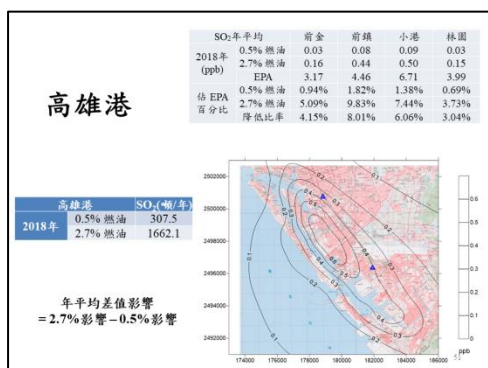 SO₂年平均 前金 前鎮 小港 林園
2018年 (ppb) 0.5% 燃油 0.03 0.08 0.09 0.03
2.7% 燃油 0.16 0.44 0.50 0.15
EPA 3.17 4.46 6.71 3.99
佔 EPA 百分比 0.5% 燃油 0.94% 1.82% 1.38% 0.69%
2.7% 燃油 5.09% 9.83% 7.44% 3.73%
降低比率 4.15% 8.01% 6.06% 3.04%
高雄港
高雄港 SO₂(噸/年)
2018年 0.5% 燃油 307.5
2.7% 燃油 1662.1
年平均差值影響
= 2.7%影響 – 0.5%影響
2602000
2600000
2498000
2496000
2494000
2492000
174000 176000 178000 180000 182000 184000 186000
0.6
0.5
0.4
0.3
0.2
0.1
0
ppb
51